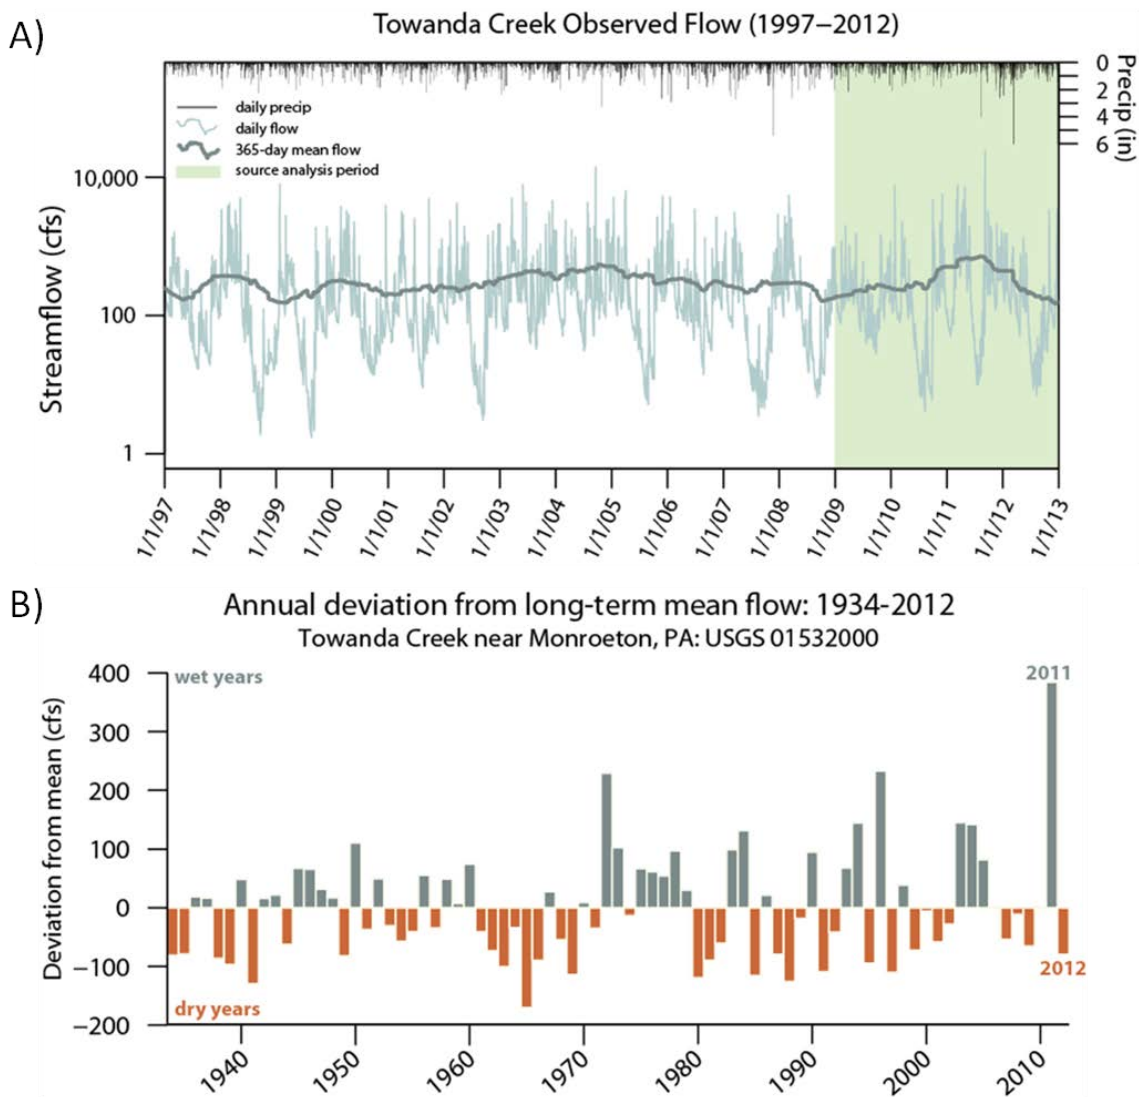 A)
Towanda Creek Observed Flow (1997–2012)
daily precip
daily flow
365-day mean flow
source analysis period
0
2
4
6
Precip (in)
10,000
100
1
Streamflow (cfs)
1/1/97
1/1/98
1/1/99
1/1/00
1/1/01
1/1/02
1/1/03
1/1/04
1/1/05
1/1/06
1/1/07
1/1/08
1/1/09
1/1/10
1/1/11
1/1/12
1/1/13
B)
Annual deviation from long-term mean flow: 1934-2012
Towanda Creek near Monroeton, PA: USGS 01532000
wet years
2011
400
300
200
100
0
−100
−200
Deviation from mean (cfs)
2012
dry years
1940
1950
1960
1970
1980
1990
2000
2010